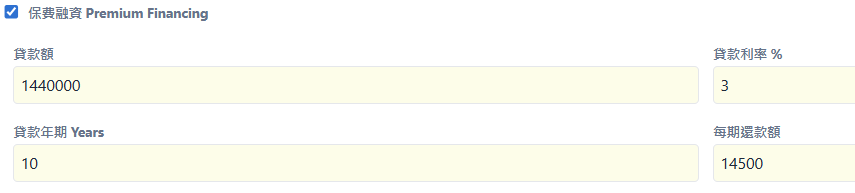 保費融資 Premium Financing
貸款額
貸款利率 %
1440000
3
貸款年期 Years
每期還款額
10
14500